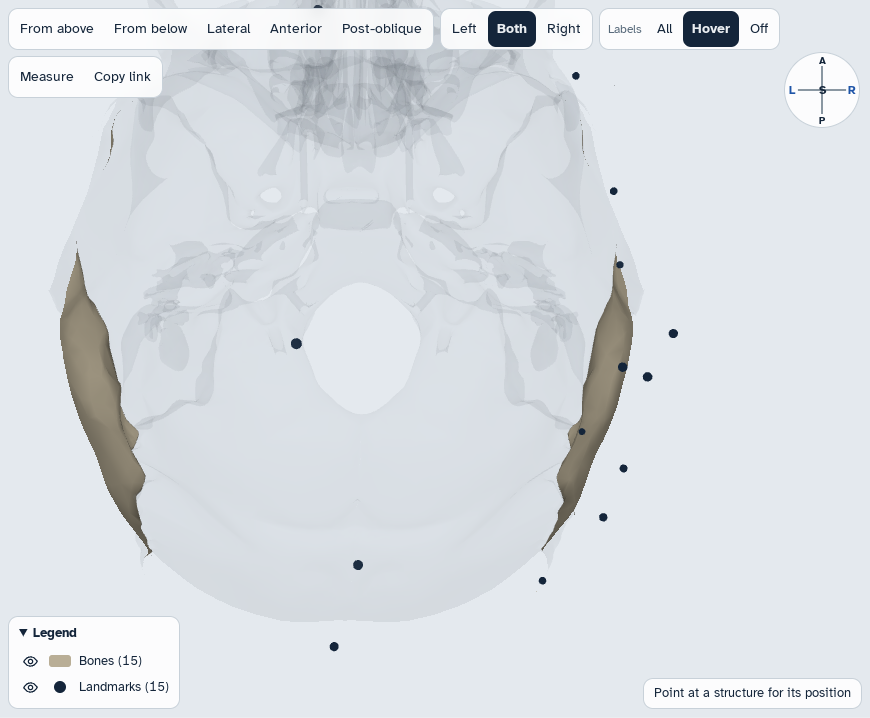 From above From below Lateral Anterior Post-oblique Left Both Right Labels All Hover Off
Measure Copy link
A
L S R
P
▼ Legend
Bones (15)
Landmarks (15)
Point at a structure for its position